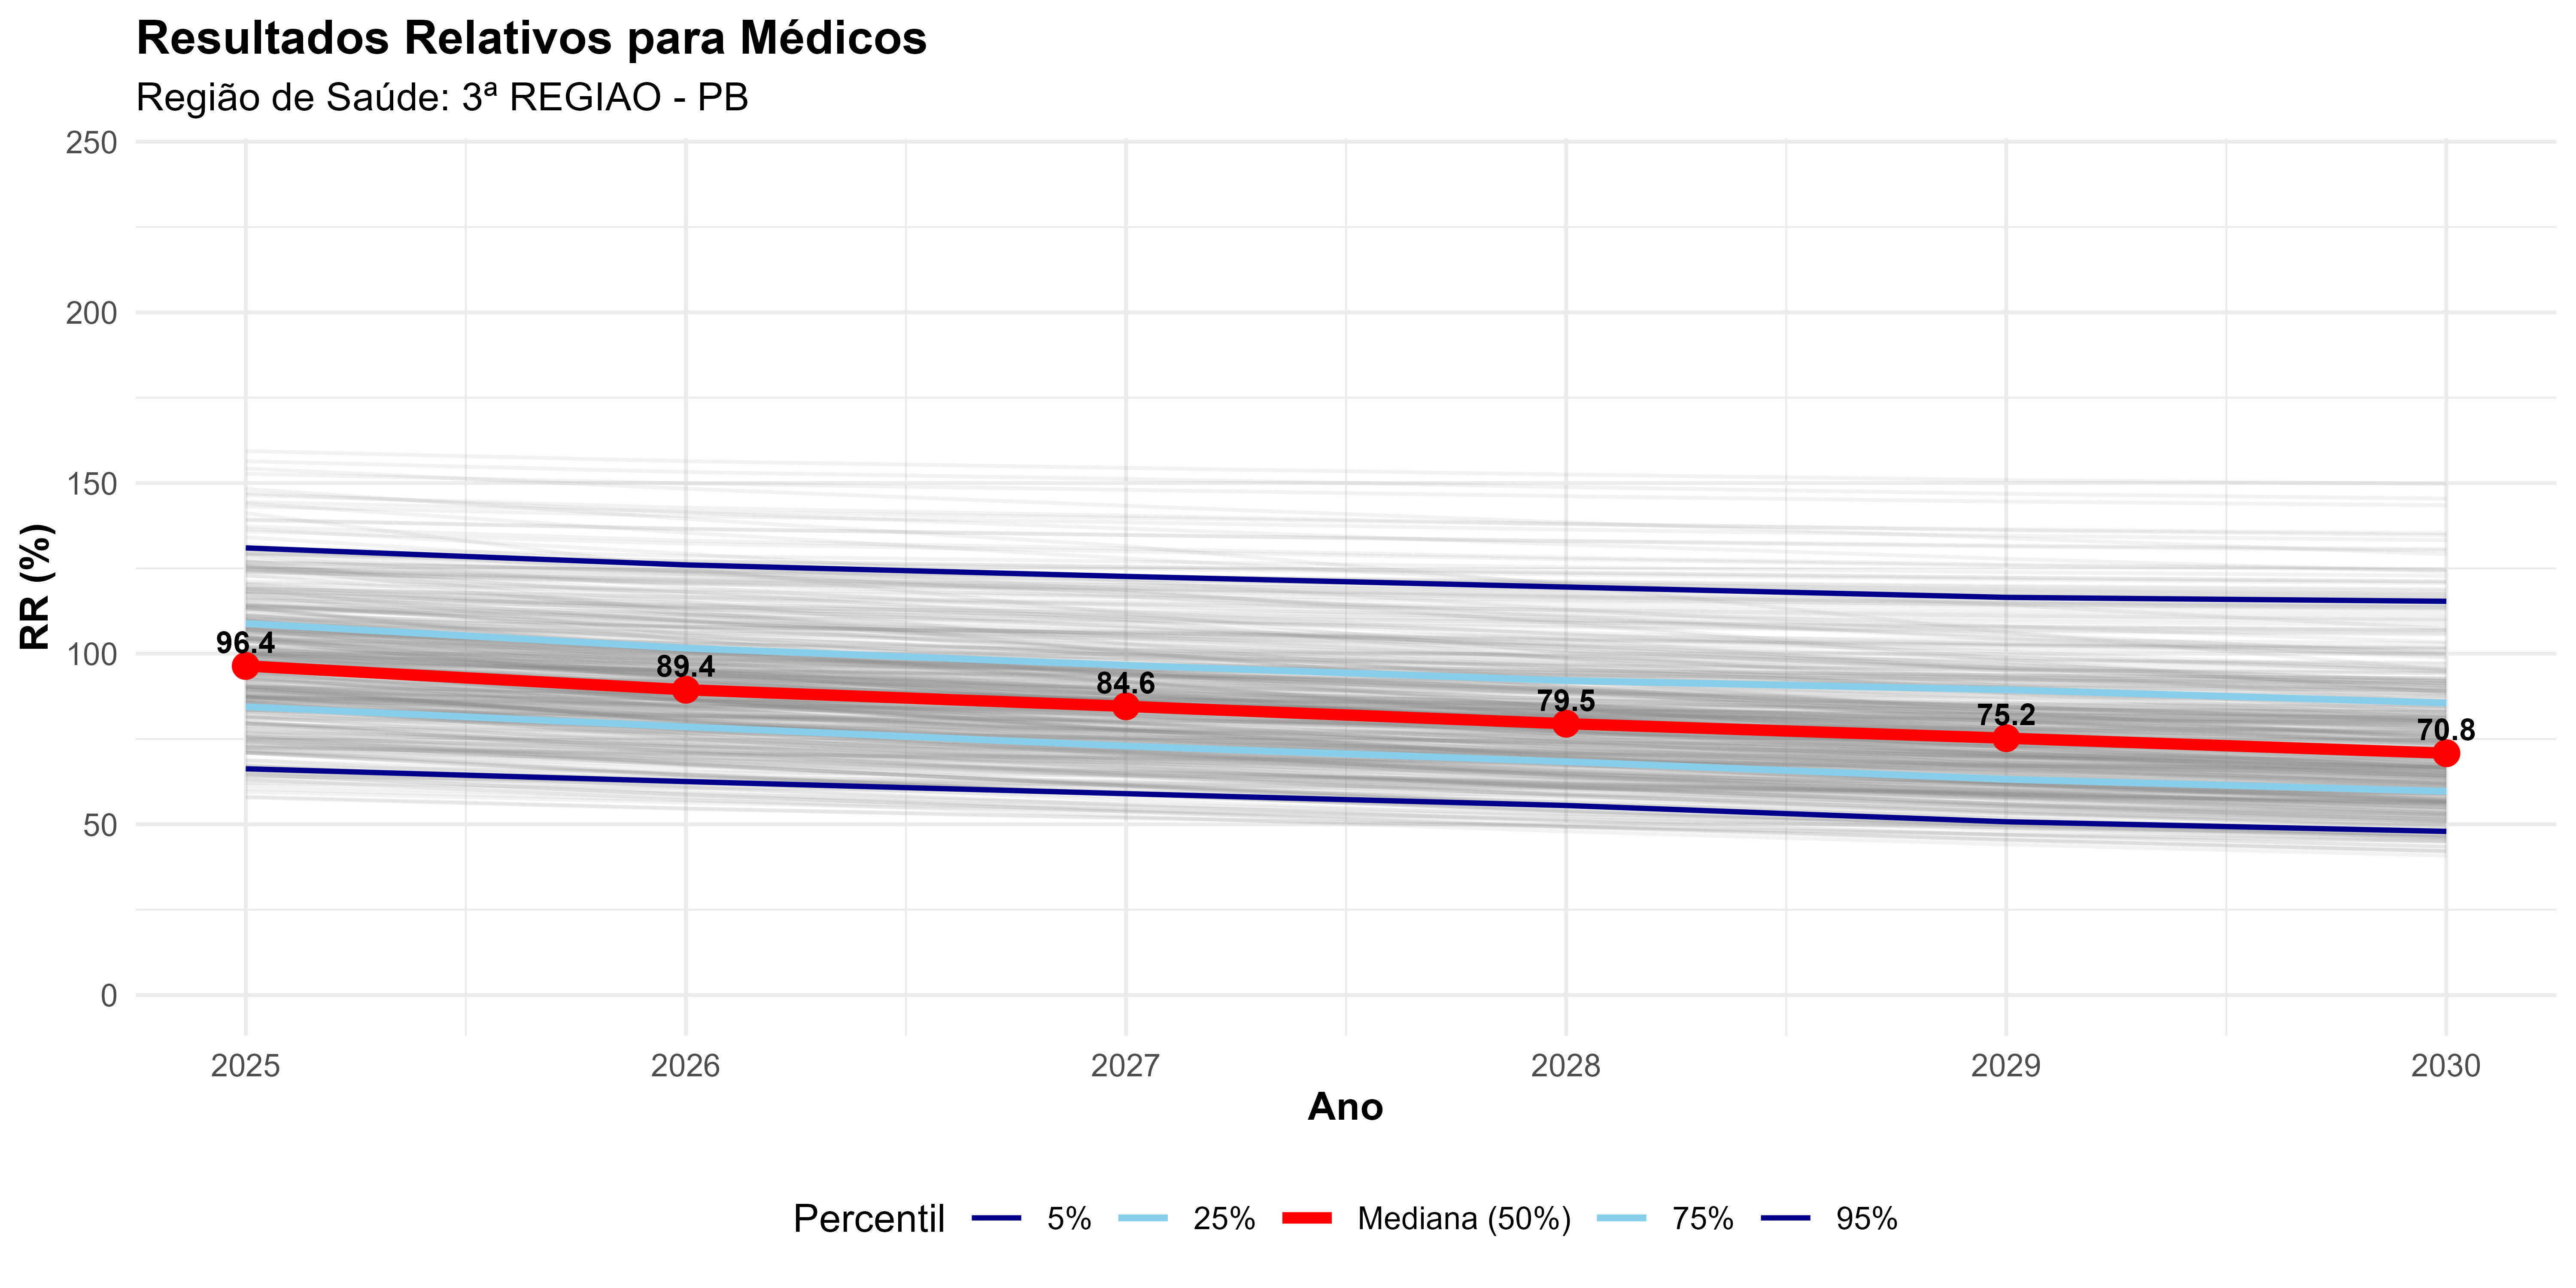 Resultados Relativos para Médicos
Região de Saúde: 3ª REGIAO - PB
250
200
150
100
50
0
RR (%)
96.4
89.4
84.6
79.5
75.2
70.8
2025 2026 2027 2028 2029 2030
Ano
Percentil 5% 25% Mediana (50%) 75% 95%